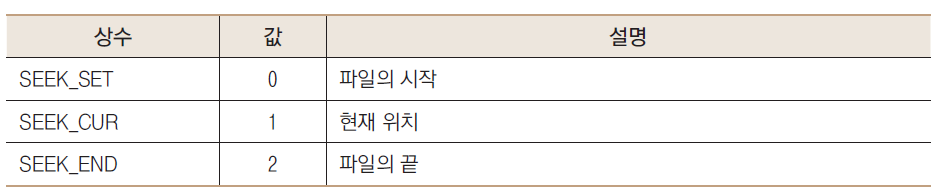 상수 값 설명
SEEK_SET 0 파일의 시작
SEEK_CUR 1 현재 위치
SEEK_END 2 파일의 끝